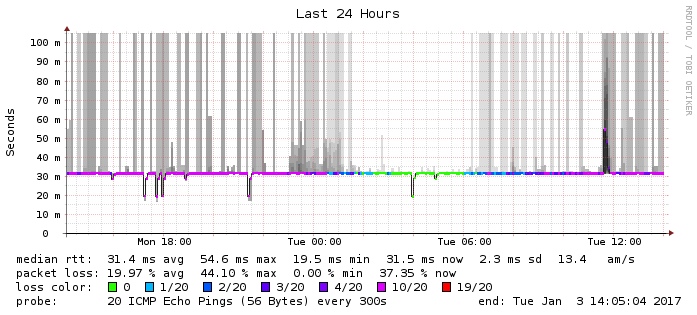 Last 24 Hours
RRDTOOL / TOBI OETIKER
Seconds
100 m
90 m
80 m
70 m
60 m
50 m
40 m
30 m
20 m
10 m
0
Mon 18:00 Tue 00:00 Tue 06:00 Tue 12:00
median rtt: 31.4 ms avg 54.6 ms max 19.5 ms min 31.5 ms now 2.3 ms sd 13.4 am/s
packet loss: 19.97 % avg 44.10 % max 0.00 % min 37.35 % now
loss color: 0 1/20 2/20 3/20 4/20 10/20 19/20
probe: 20 ICMP Echo Pings (56 Bytes) every 300s end: Tue Jan 3 14:05:04 2017